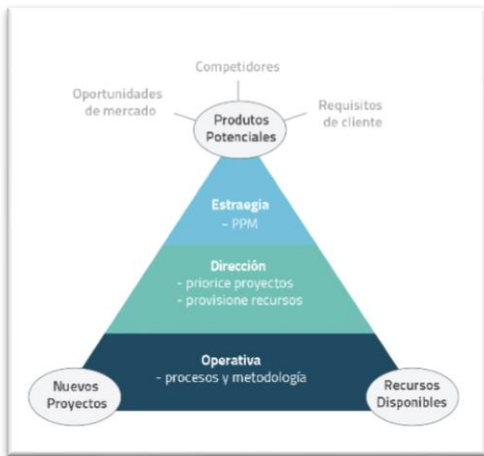 Competidores
Oportunidades
de mercado
Requisitos
de cliente
Produtos
Potenciales
Estraegia
- PPM
Dirección
- priorice proyectos
- provisione recursos
Operativa
- procesos y metodología
Nuevos
Proyectos
Recursos
Disponibles